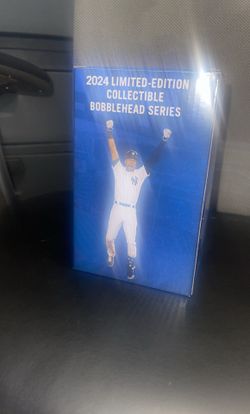 2024 LIMITED-EDITION
COLLECTIBLE
BOBBLEHEAD SERIES